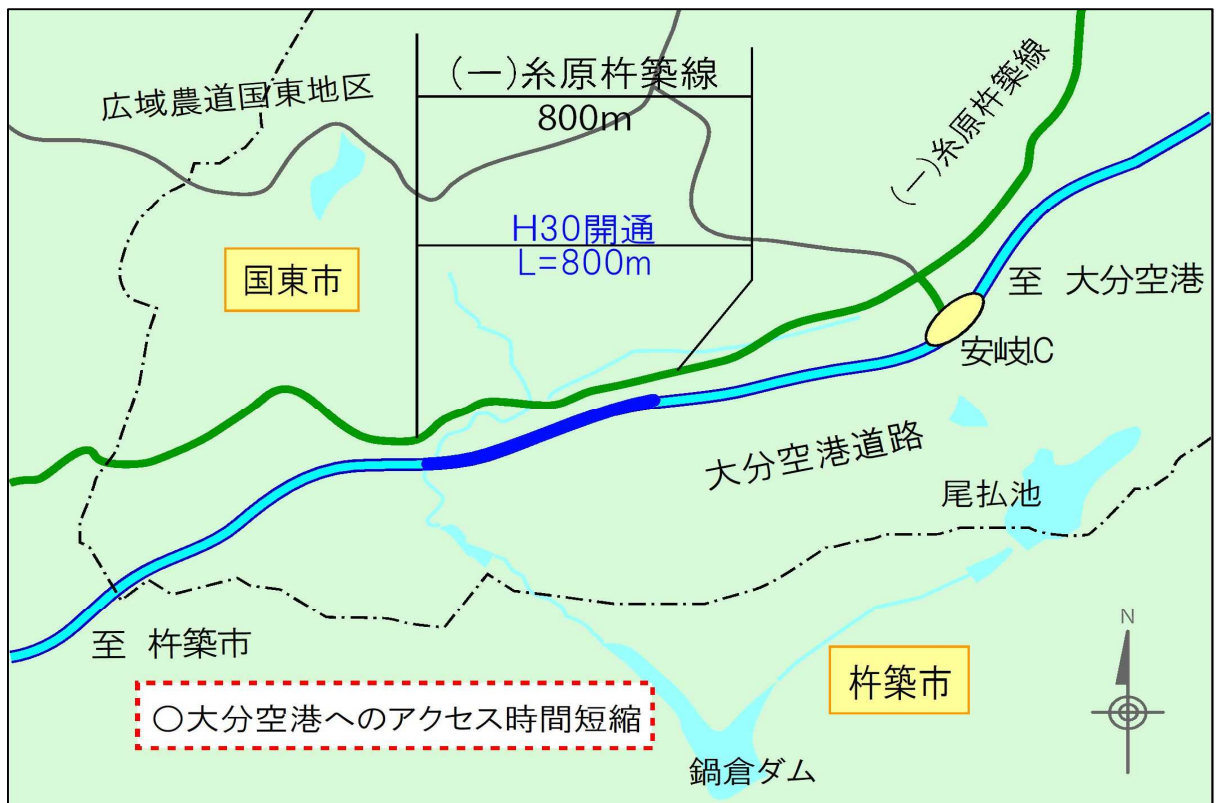 (一)糸原杵築線
800m
広域農道国東地区
(一)糸原杵築線
H30開通
L=800m
国東市
至 大分空港
安岐I.C
大分空港道路
尾払池
至 杵築市
杵築市
○大分空港へのアクセス時間短縮
鍋倉ダム
N